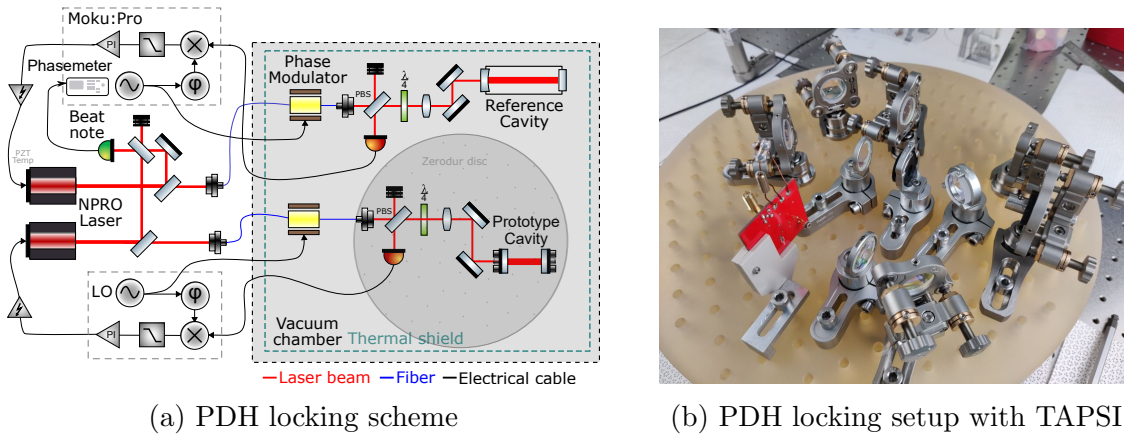 Moku:Pro
PI
Phasemeter
φ
Beat
note
PZT
Temp
NPRO
Laser
LO
φ
PI
Phase
Modulator
PBS
λ
4
Reference
Cavity
Zerodur disc
PBS
λ
4
Prototype
Cavity
Vacuum
chamber
Thermal shield
Laser beam
Fiber
Electrical cable
(a) PDH locking scheme
(b) PDH locking setup with TAPSI